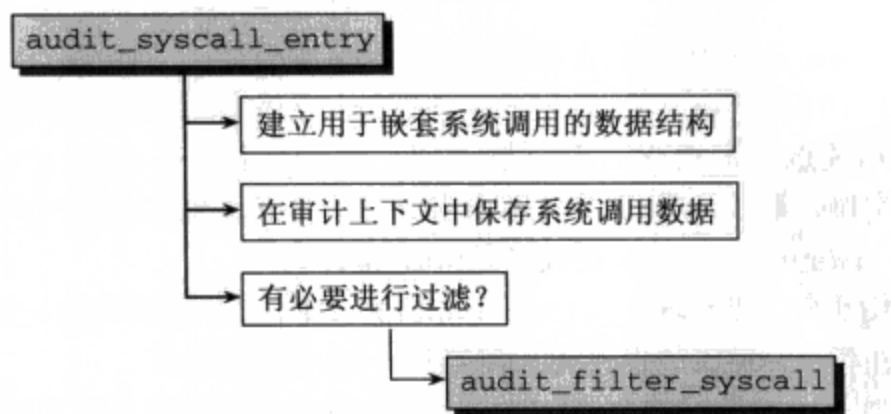 audit_syscall_entry
建立用于嵌套系统调用的数据结构
在审计上下文中保存系统调用数据
有必要进行过滤？
audit_filter_syscall